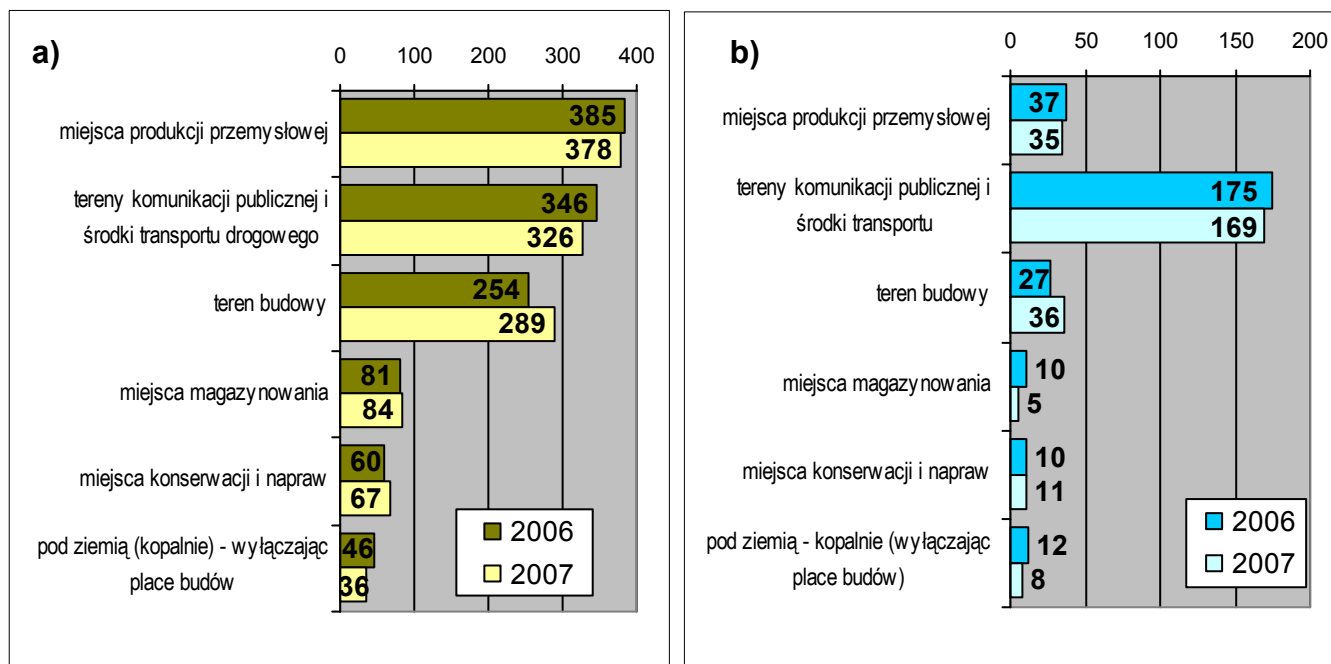 a)
0 100 200 300 400
miejsca produkcji przemysłowej
385
378
tereny komunikacji publicznej i
środki transportu drogowego
346
326
teren budowy
254
289
miejsca magazynowania
81
84
miejsca konserwacji i napraw
60
67
pod ziemią (kopalnie) - wyłączając
place budów
46
36
2006
2007
b)
0 50 100 150 200
miejsca produkcji przemysłowej
37
35
tereny komunikacji publicznej i
środki transportu
175
169
teren budowy
27
36
miejsca magazynowania
10
5
miejsca konserwacji i napraw
10
11
pod ziemią - kopalnie (wyłączając
place budów)
12
8
2006
2007